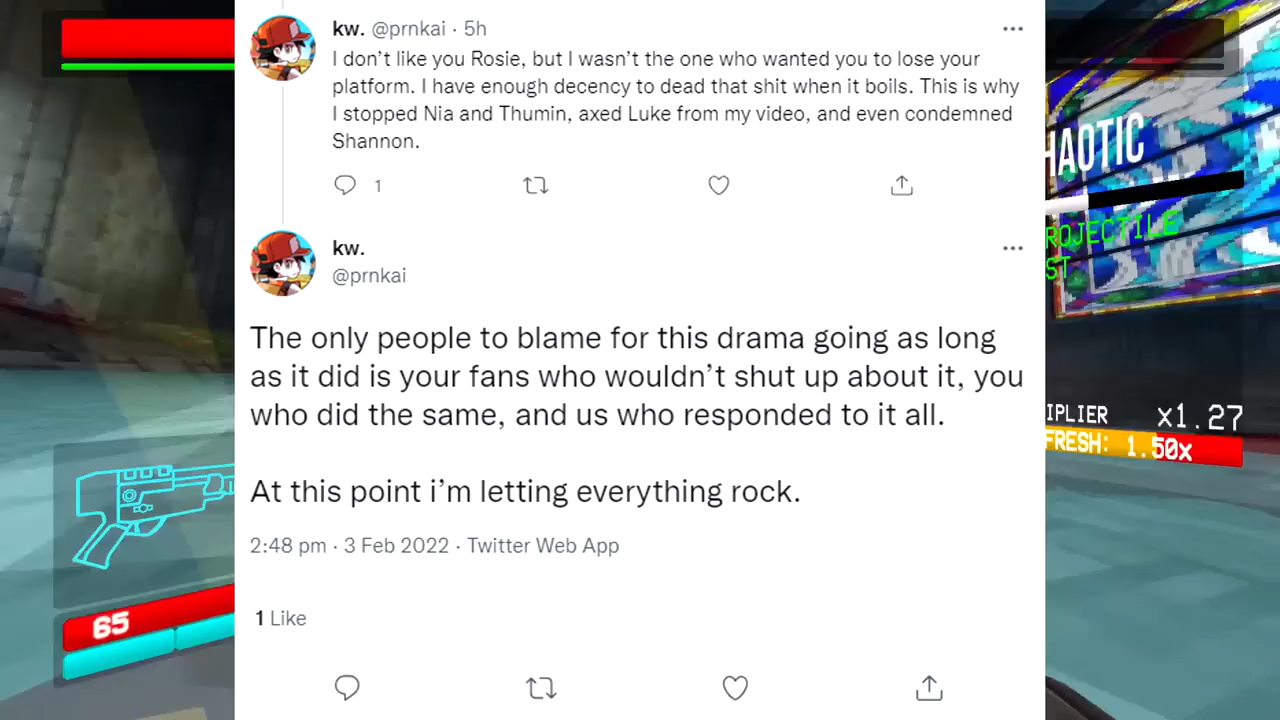 kw. @prnkai · 5h
I don’t like you Rosie, but I wasn’t the one who wanted you to lose your
platform. I have enough decency to dead that shit when it boils. This is why
I stopped Nia and Thumin, axed Luke from my video, and even condemned
Shannon.
1
kw.
@prnkai
The only people to blame for this drama going as long
as it did is your fans who wouldn’t shut up about it, you
who did the same, and us who responded to it all.
At this point i’m letting everything rock.
2:48 pm · 3 Feb 2022 · Twitter Web App
1 Like
HAOTIC
ROJECTILE
ST
IPLIER x1.27
FRESH: 1.50x
65